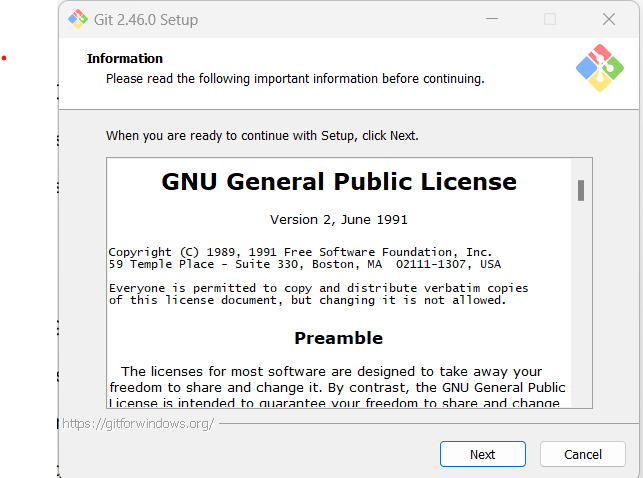 Git 2.46.0 Setup
Information
Please read the following important information before continuing.
When you are ready to continue with Setup, click Next.
GNU General Public License
Version 2, June 1991
Copyright (C) 1989, 1991 Free Software Foundation, Inc.
59 Temple Place - Suite 330, Boston, MA  02111-1307, USA
Everyone is permitted to copy and distribute verbatim copies
of this license document, but changing it is not allowed.
Preamble
The licenses for most software are designed to take away your
freedom to share and change it. By contrast, the GNU General Public
License is intended to guarantee your freedom to share and change
https://gitforwindows.org/
Next
Cancel